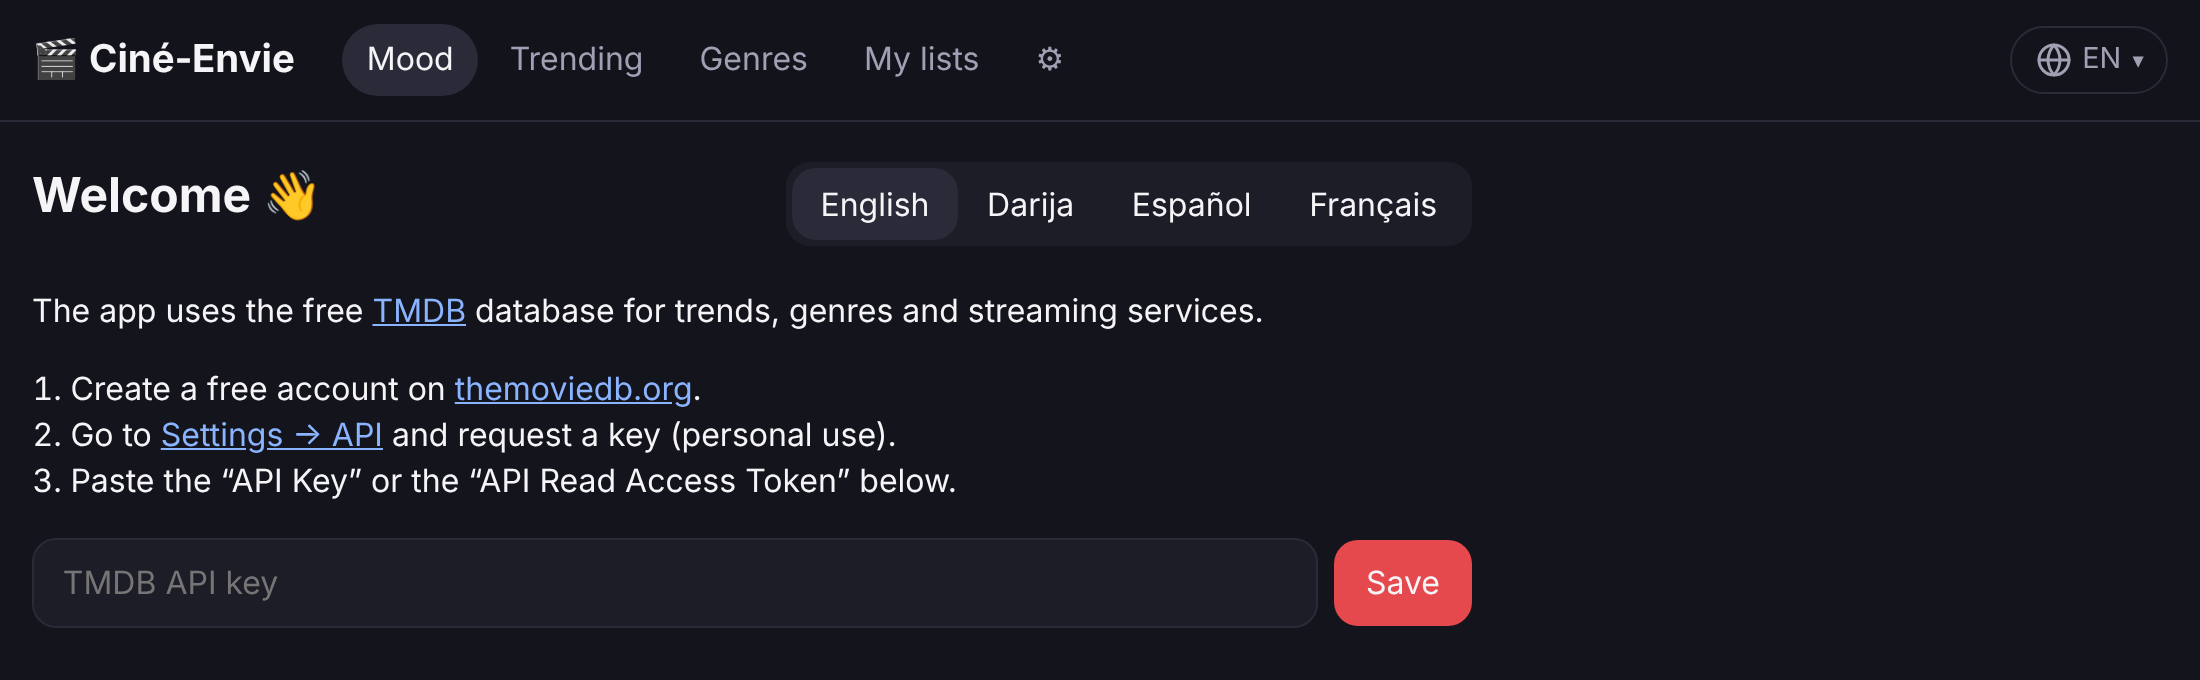 🎬 Ciné-Envie Mood Trending Genres My lists ⚙ EN ▾
Welcome 👋
English Darija Español Français
The app uses the free TMDB database for trends, genres and streaming services.
1. Create a free account on themoviedb.org.
2. Go to Settings → API and request a key (personal use).
3. Paste the “API Key” or the “API Read Access Token” below.
TMDB API key Save